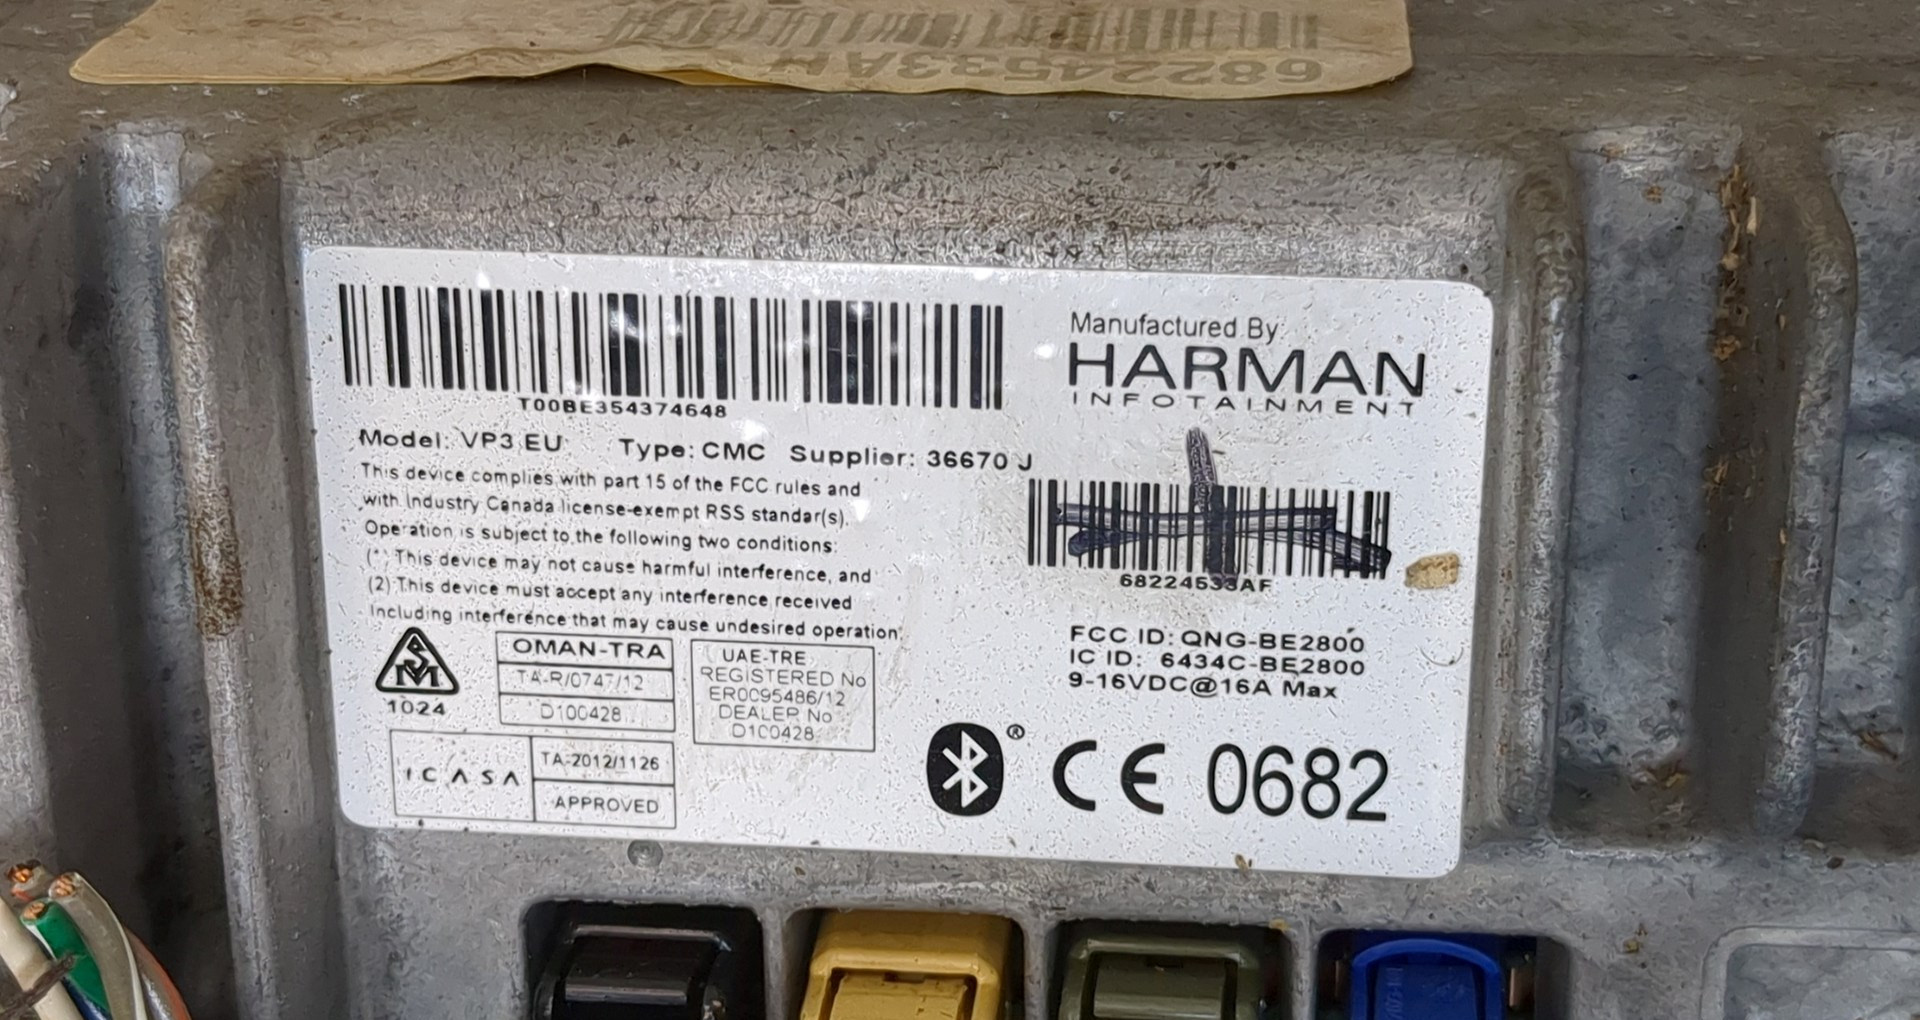 68224533AH
T00BE354374648
Model: VP3 EU Type: CMC Supplier: 36670 J
This device complies with part 15 of the FCC rules and
with Industry Canada license-exempt RSS standar(s).
Operation is subject to the following two conditions:
(1) This device may not cause harmful interference, and
(2) This device must accept any interference received
Including interference that may cause undesired operation.
Manufactured By
HARMAN
INFOTAINMENT
68224533AF
FCC ID: QNG-BE2800
IC ID: 6434C-BE2800
9-16VDC@16A Max
1024
OMAN-TRA
TA-R/0747/12
D100428
UAE-TRE
REGISTERED No
ER0095486/12
DEALER No
D100428
ICASA
TA-2012/1126
APPROVED
® CE 0682